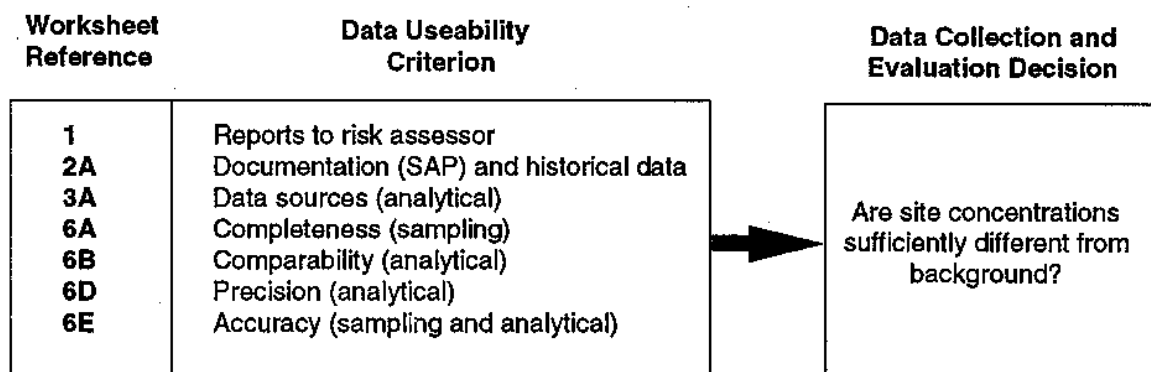 Worksheet
Reference
Data Useability
Criterion
Data Collection and
Evaluation Decision
1 Reports to risk assessor
2A Documentation (SAP) and historical data
3A Data sources (analytical)
6A Completeness (sampling)
6B Comparability (analytical)
6D Precision (analytical)
6E Accuracy (sampling and analytical)
Are site concentrations
sufficiently different from
background?